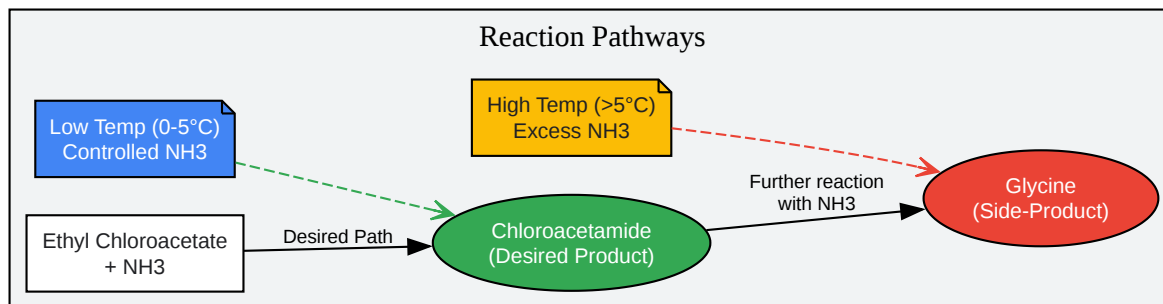 Reaction Pathways
Low Temp (0-5°C)
Controlled NH3
High Temp (>5°C)
Excess NH3
Ethyl Chloroacetate
+ NH3
Desired Path
Chloroacetamide
(Desired Product)
Further reaction
with NH3
Glycine
(Side-Product)